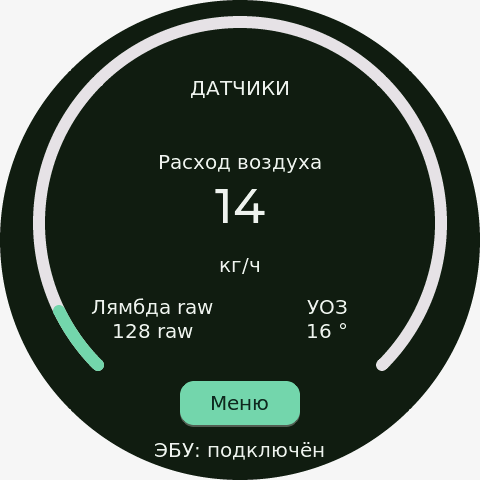 ДАТЧИКИ
Расход воздуха
14
кг/ч
Лямбда raw УОЗ
128 raw 16 °
Меню
ЭБУ: подключён